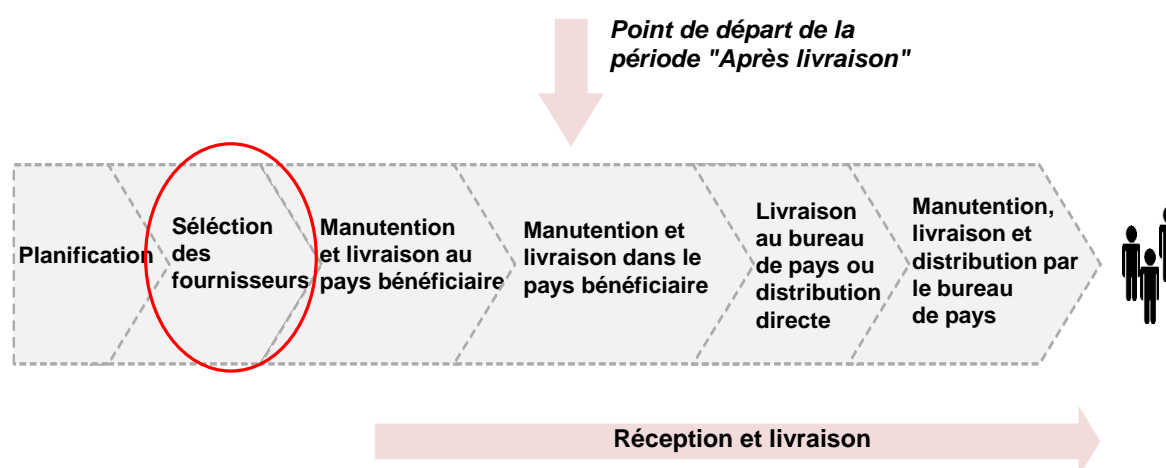 Point de départ de la
période "Après livraison"
Planification
Séléction
des
fournisseurs
Manutention
et livraison au
pays bénéficiaire
Manutention et
livraison dans le
pays bénéficiaire
Livraison
au bureau
de pays ou
distribution
directe
Manutention,
livraison et
distribution par
le bureau
de pays
Réception et livraison